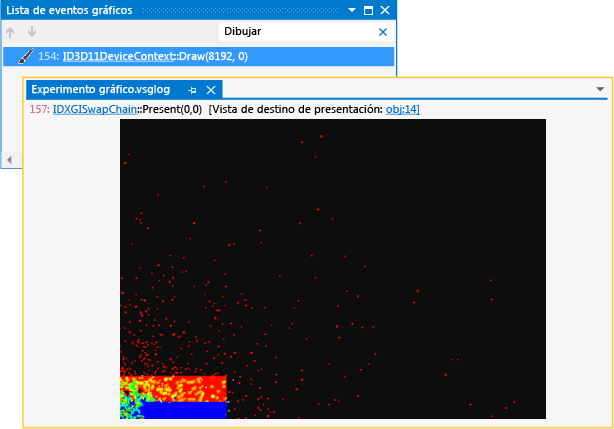 Lista de eventos gráficos
Dibujar
154: ID3D11DeviceContext::Draw(8192, 0)
Experimento gráfico.vsglog
157: IDXGISwapChain::Present(0,0) [Vista de destino de presentación: obj:14]